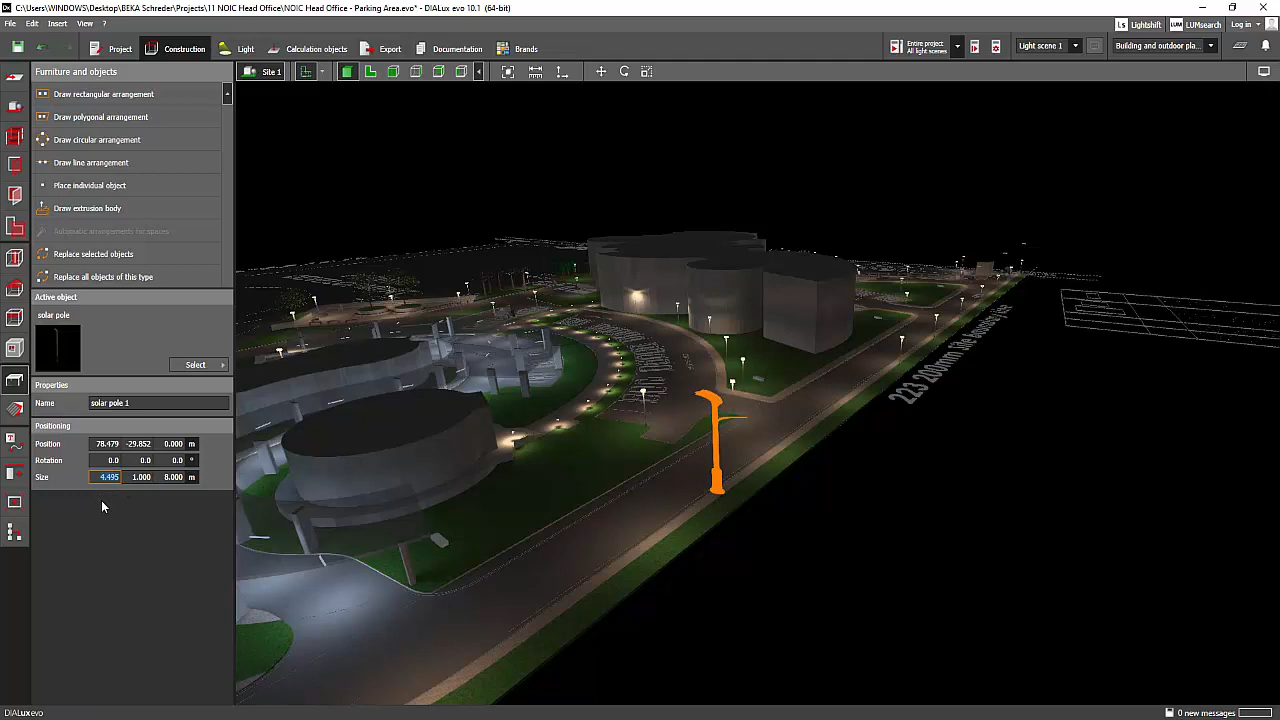 C:\Users\WINDOWS\Desktop\BEKA Schreder\Projects\11 NOIC Head Office\NOIC Head Office - Parking Area.evo* - DIALux evo 10.1 (64-bit)
File Edit Insert View ?
Ls Lightshift LUM LUMsearch Log in
Project Construction Light Calculation objects Export Documentation Brands
Entire project
All light scenes
Light scene 1 Building and outdoor pla...
Furniture and objects
Site 1
Draw rectangular arrangement
Draw polygonal arrangement
Draw circular arrangement
Draw line arrangement
Place individual object
Draw extrusion body
Automatic arrangements for spaces
Replace selected objects
Replace all objects of this type
Active object
solar pole
Select
Properties
Name solar pole 1
Positioning
Position 78.479 -29.852 0.000 m
Rotation 0.0 0.0 0.0 °
Size 4.495 1.000 8.000 m
DIALux evo
0 new messages